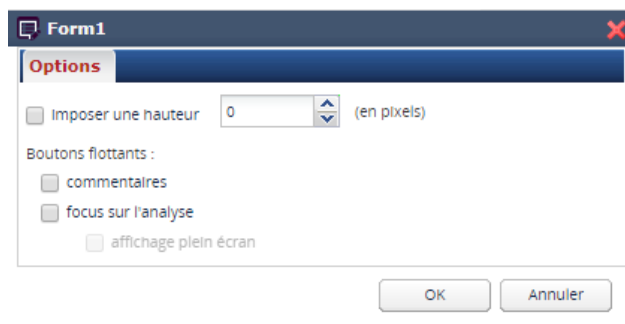 Form1
Options
Imposer une hauteur 0 (en pixels)
Boutons flottants :
commentaires
focus sur l'analyse
affichage plein écran
OK Annuler